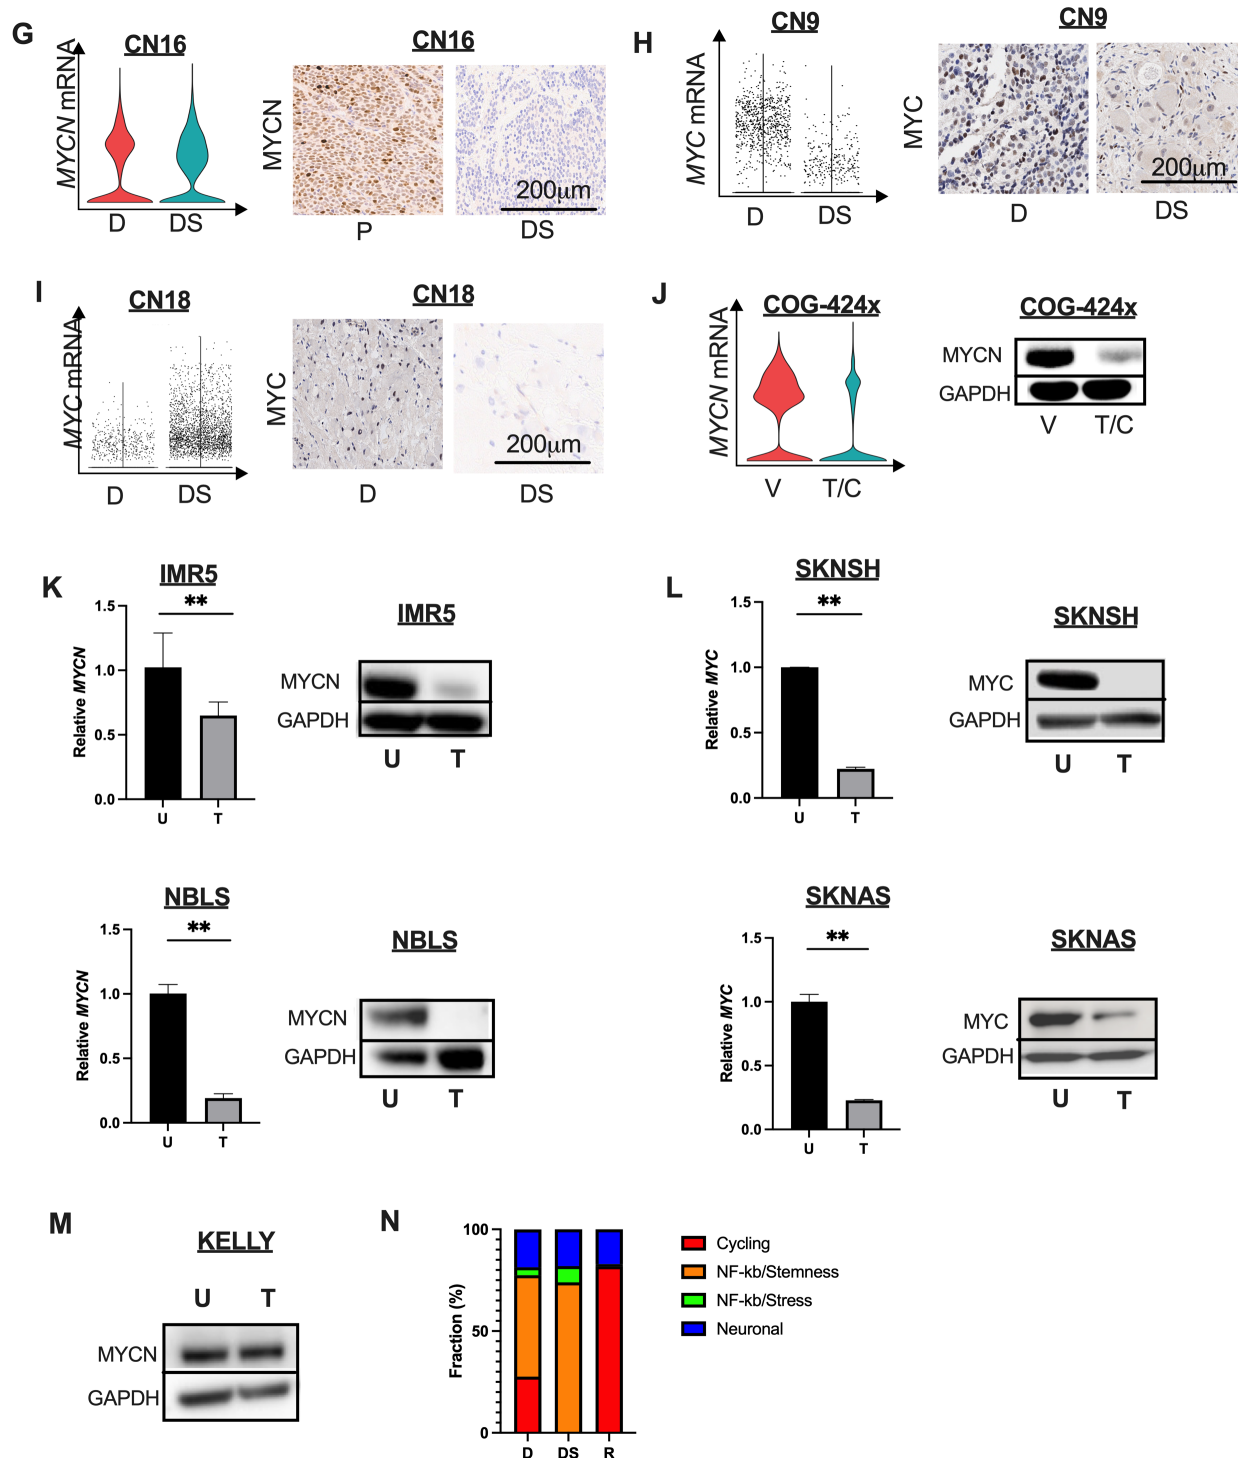 G
CN16
MYCN mRNA
D DS
CN16
MYCN
200μm
P DS
H
CN9
MYC mRNA
D DS
CN9
MYC
200μm
D DS
I
CN18
MYC mRNA
D DS
CN18
MYC
200μm
D DS
J
COG-424x
MYCN mRNA
V T/C
COG-424x
MYCN
GAPDH
V T/C
K
IMR5
**
1.5
1.0
0.5
0.0
Relative MYCN
U T
IMR5
MYCN
GAPDH
U T
L
SKNSH
**
1.5
1.0
0.5
0.0
Relative MYC
U T
SKNSH
MYC
GAPDH
U T
NBLS
**
1.5
1.0
0.5
0.0
Relative MYCN
U T
NBLS
MYCN
GAPDH
U T
SKNAS
**
1.5
1.0
0.5
0.0
Relative MYC
U T
SKNAS
MYC
GAPDH
U T
M
KELLY
U T
MYCN
GAPDH
N
100
50
0
Fraction (%)
D DS R
Cycling
NF-kb/Stemness
NF-kb/Stress
Neuronal